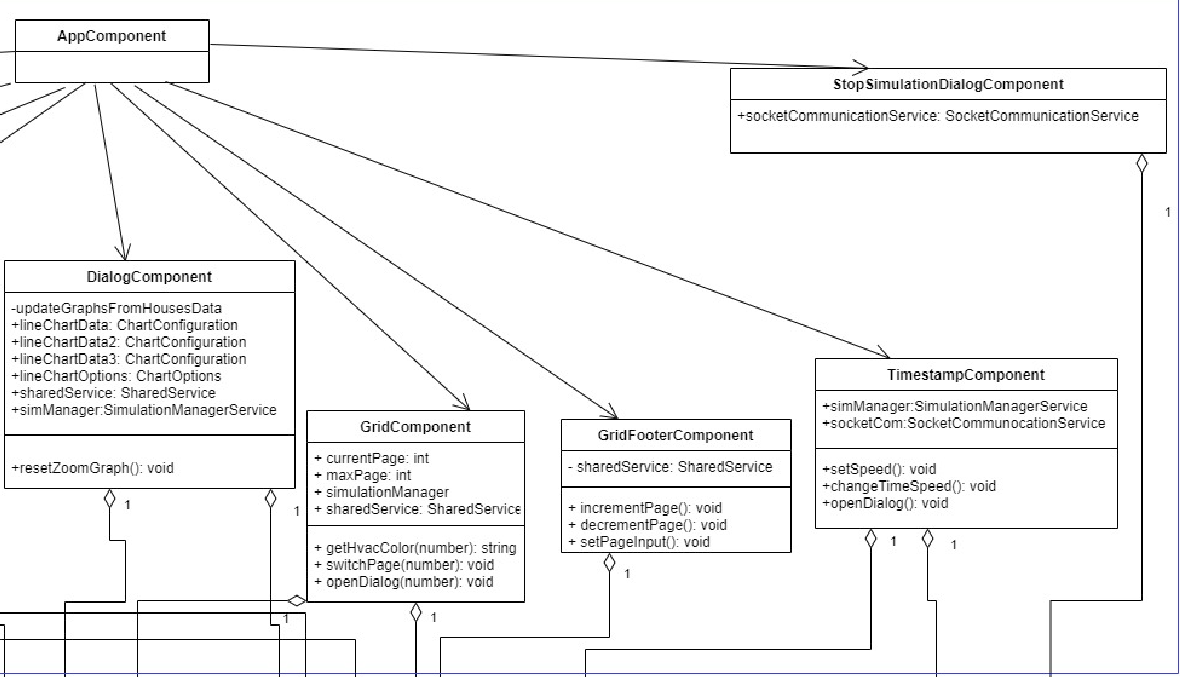 AppComponent
StopSimulationDialogComponent
+socketCommunicationService: SocketCommunicationService
1
DialogComponent
-updateGraphsFromHousesData
+lineChartData: ChartConfiguration
+lineChartData2: ChartConfiguration
+lineChartData3: ChartConfiguration
+lineChartOptions: ChartOptions
+sharedService: SharedService
+simManager:SimulationManagerService
+resetZoomGraph(): void
1
1
GridComponent
+ currentPage: int
+ maxPage: int
+ simulationManager
+ sharedService: SharedService
+ getHvacColor(number): string
+ switchPage(number): void
+ openDialog(number): void
1
1
GridFooterComponent
- sharedService: SharedService
+ incrementPage(): void
+ decrementPage(): void
+ setPageInput(): void
1
TimestampComponent
+simManager:SimulationManagerService
+socketCom:SocketCommunocationService
+setSpeed(): void
+changeTimeSpeed(): void
+openDialog(): void
1
1